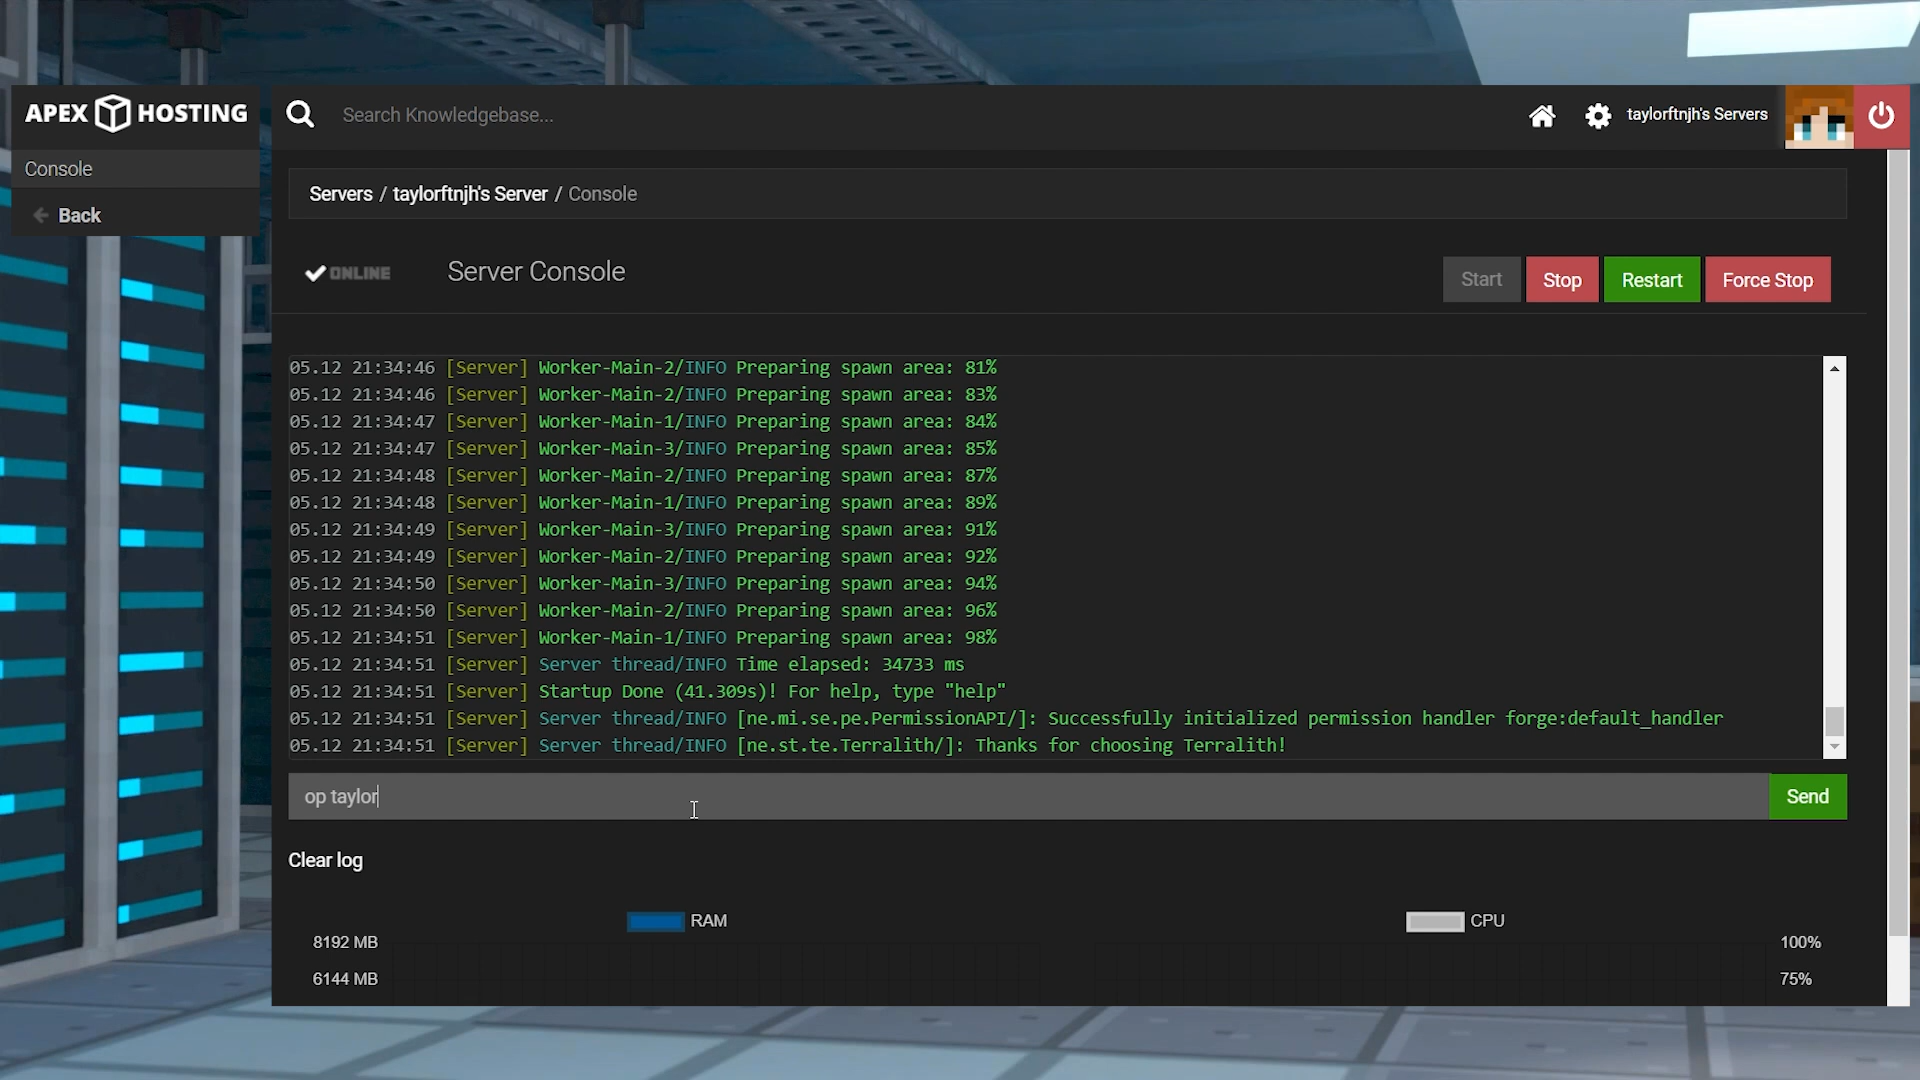 APEX HOSTING
Search Knowledgebase...
taylorftnjh's Servers
Console
Back
Servers / taylorftnjh's Server / Console
ONLINE
Server Console
Start
Stop
Restart
Force Stop
05.12 21:34:46 [Server] Worker-Main-2/INFO Preparing spawn area: 81%
05.12 21:34:46 [Server] Worker-Main-2/INFO Preparing spawn area: 83%
05.12 21:34:47 [Server] Worker-Main-1/INFO Preparing spawn area: 84%
05.12 21:34:47 [Server] Worker-Main-3/INFO Preparing spawn area: 85%
05.12 21:34:48 [Server] Worker-Main-2/INFO Preparing spawn area: 87%
05.12 21:34:48 [Server] Worker-Main-1/INFO Preparing spawn area: 89%
05.12 21:34:49 [Server] Worker-Main-3/INFO Preparing spawn area: 91%
05.12 21:34:49 [Server] Worker-Main-2/INFO Preparing spawn area: 92%
05.12 21:34:50 [Server] Worker-Main-3/INFO Preparing spawn area: 94%
05.12 21:34:50 [Server] Worker-Main-2/INFO Preparing spawn area: 96%
05.12 21:34:51 [Server] Worker-Main-1/INFO Preparing spawn area: 98%
05.12 21:34:51 [Server] Server thread/INFO Time elapsed: 34733 ms
05.12 21:34:51 [Server] Startup Done (41.309s)! For help, type "help"
05.12 21:34:51 [Server] Server thread/INFO [ne.mi.se.pe.PermissionAPI/]: Successfully initialized permission handler forge:default_handler
05.12 21:34:51 [Server] Server thread/INFO [ne.st.te.Terralith/]: Thanks for choosing Terralith!
op taylor
Send
Clear log
RAM
CPU
8192 MB
100%
6144 MB
75%